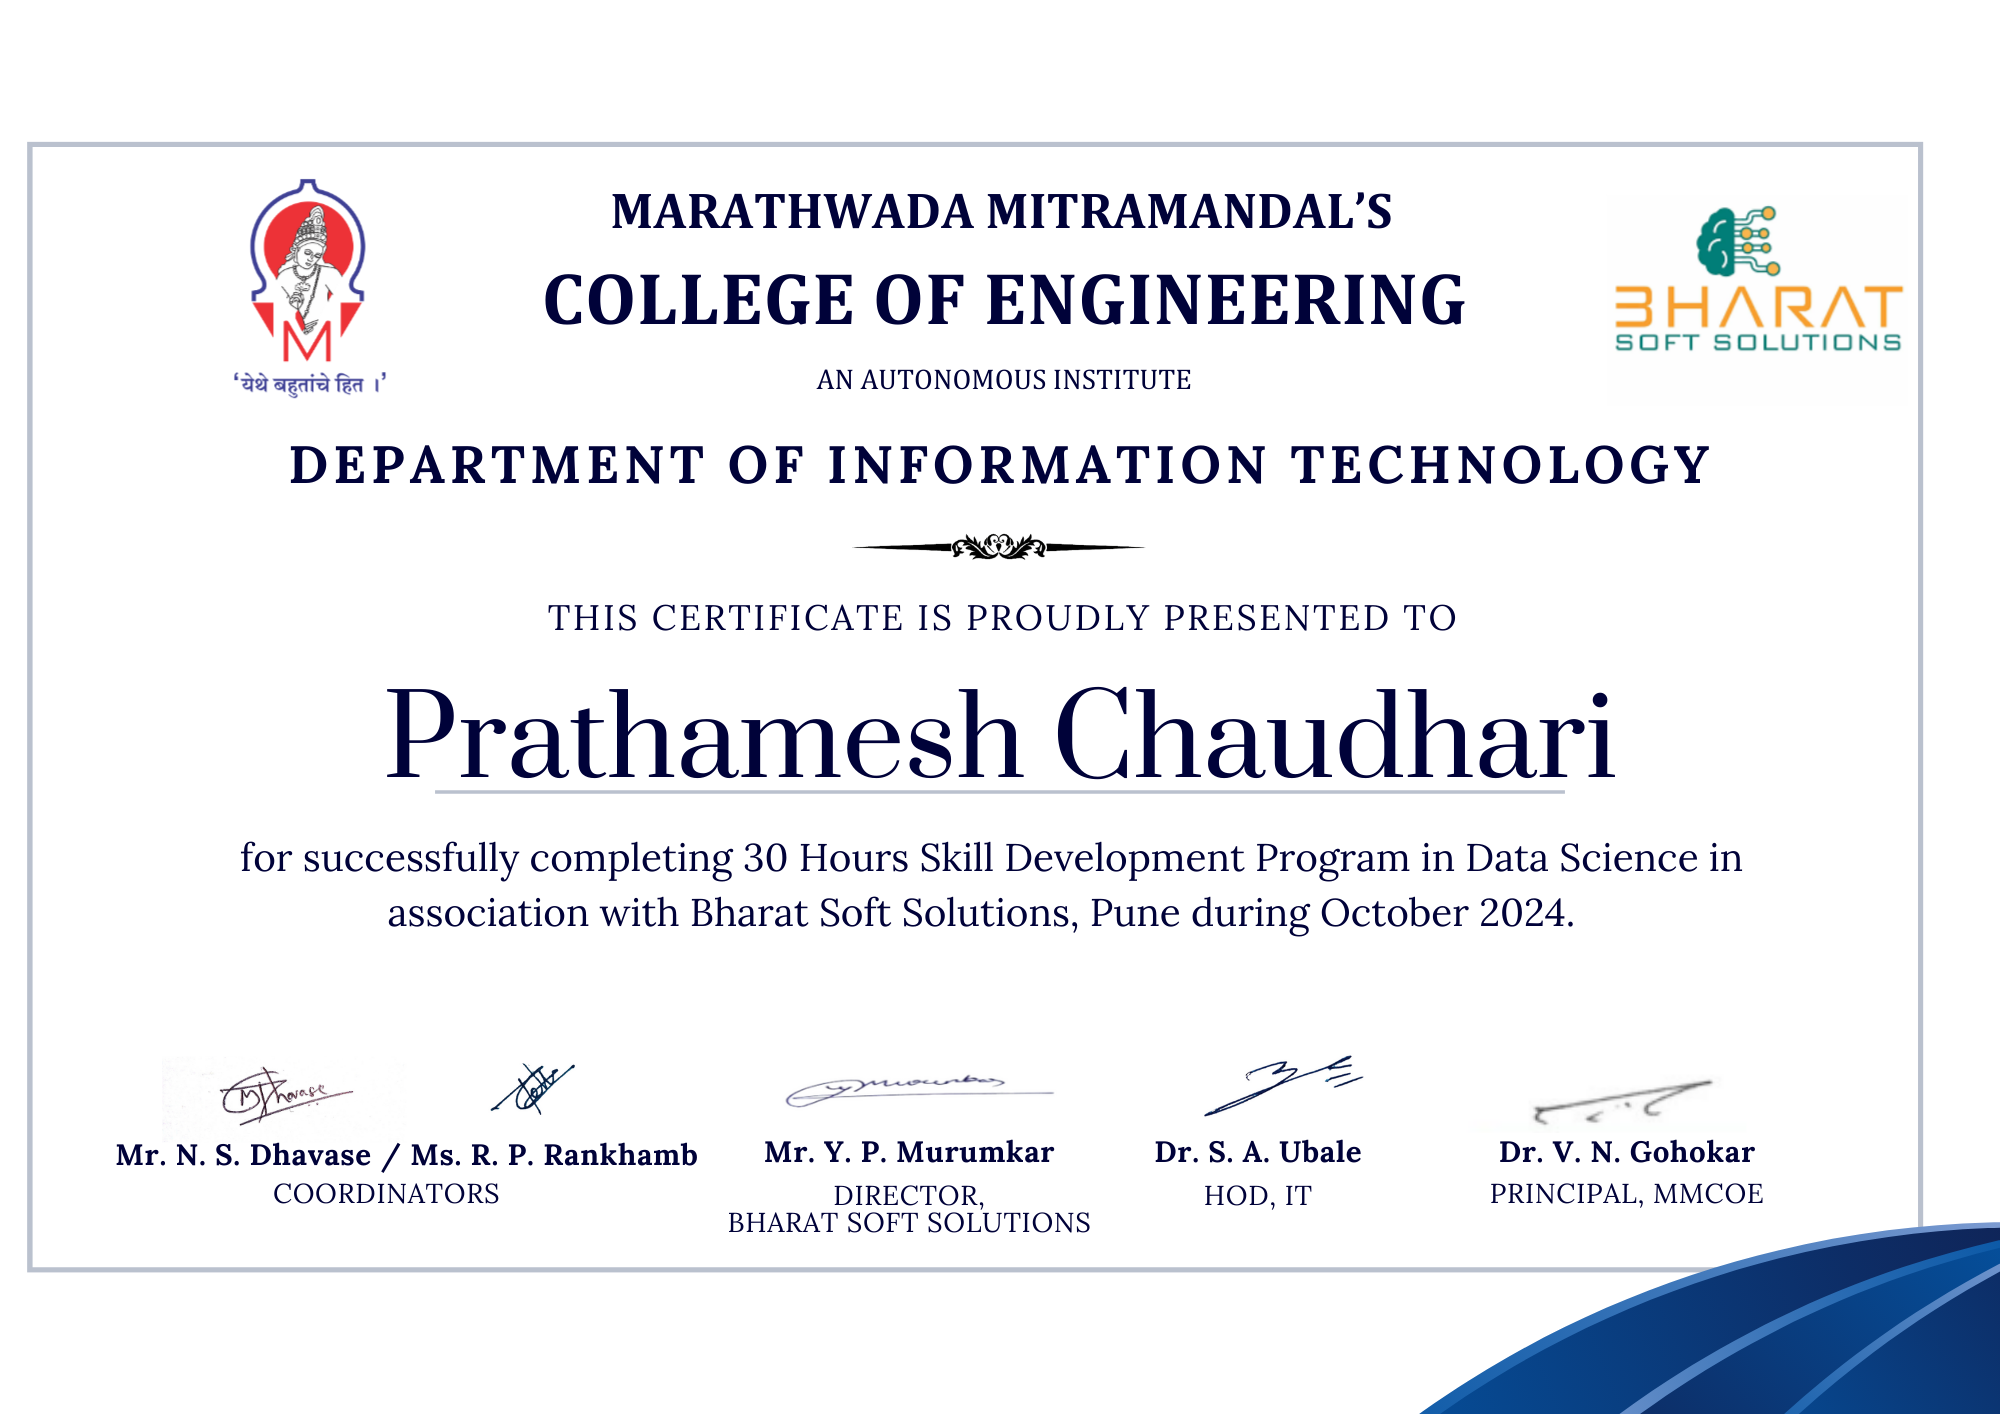 MARATHWADA MITRAMANDAL'S
COLLEGE OF ENGINEERING
AN AUTONOMOUS INSTITUTE
M
‘येथे बहुतांचे हित ।’
BHARAT
SOFT SOLUTIONS
DEPARTMENT OF INFORMATION TECHNOLOGY
THIS CERTIFICATE IS PROUDLY PRESENTED TO
Prathamesh Chaudhari
for successfully completing 30 Hours Skill Development Program in Data Science in
association with Bharat Soft Solutions, Pune during October 2024.
Mr. N. S. Dhavase / Ms. R. P. Rankhamb
COORDINATORS
Mr. Y. P. Murumkar
DIRECTOR,
BHARAT SOFT SOLUTIONS
Dr. S. A. Ubale
HOD, IT
Dr. V. N. Gohokar
PRINCIPAL, MMCOE